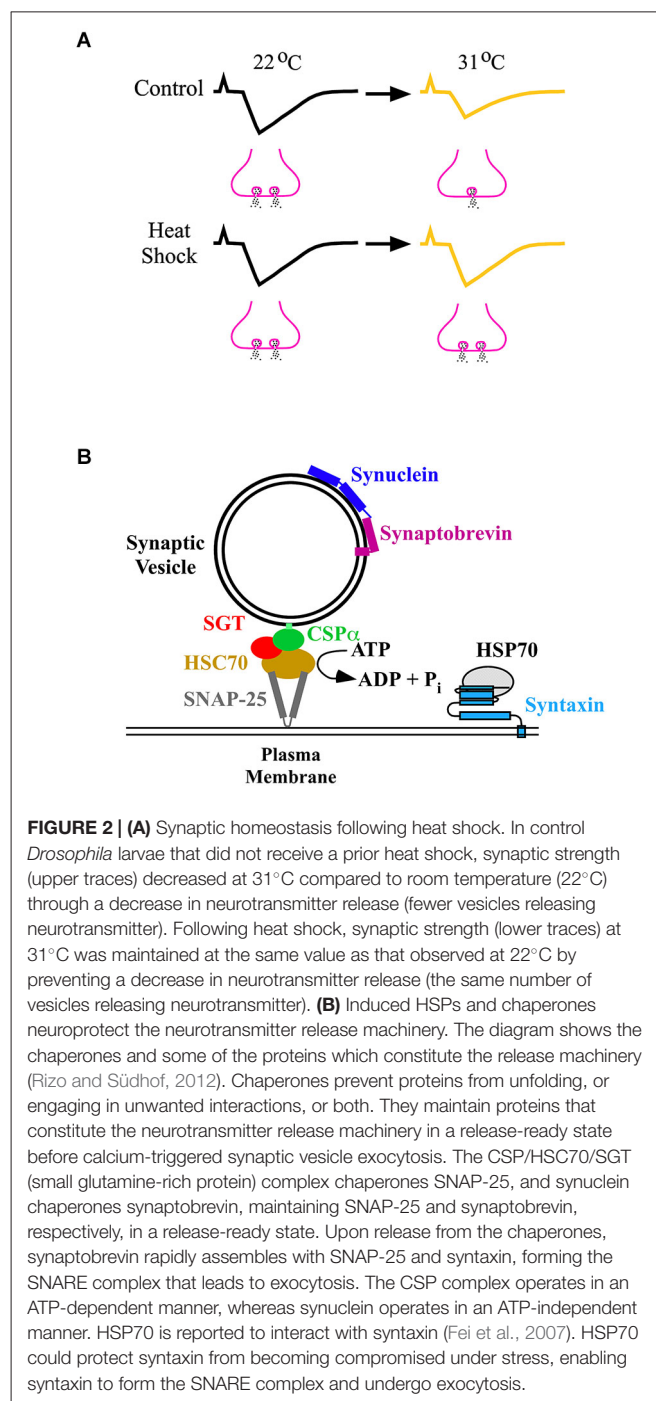 A
22 °C
31 °C
Control
Heat
Shock
B
Synuclein
Synaptobrevin
Synaptic
Vesicle
SGT
CSPα
HSC70
ATP
ADP + Pi
HSP70
SNAP-25
Syntaxin
Plasma
Membrane
FIGURE 2 | (A) Synaptic homeostasis following heat shock. In control
Drosophila larvae that did not receive a prior heat shock, synaptic strength
(upper traces) decreased at 31°C compared to room temperature (22°C)
through a decrease in neurotransmitter release (fewer vesicles releasing
neurotransmitter). Following heat shock, synaptic strength (lower traces) at
31°C was maintained at the same value as that observed at 22°C by
preventing a decrease in neurotransmitter release (the same number of
vesicles releasing neurotransmitter). (B) Induced HSPs and chaperones
neuroprotect the neurotransmitter release machinery. The diagram shows the
chaperones and some of the proteins which constitute the release machinery
(Rizo and Südhof, 2012). Chaperones prevent proteins from unfolding, or
engaging in unwanted interactions, or both. They maintain proteins that
constitute the neurotransmitter release machinery in a release-ready state
before calcium-triggered synaptic vesicle exocytosis. The CSP/HSC70/SGT
(small glutamine-rich protein) complex chaperones SNAP-25, and synuclein
chaperones synaptobrevin, maintaining SNAP-25 and synaptobrevin,
respectively, in a release-ready state. Upon release from the chaperones,
synaptobrevin rapidly assembles with SNAP-25 and syntaxin, forming the
SNARE complex that leads to exocytosis. The CSP complex operates in an
ATP-dependent manner, whereas synuclein operates in an ATP-independent
manner. HSP70 is reported to interact with syntaxin (Fei et al., 2007). HSP70
could protect syntaxin from becoming compromised under stress, enabling
syntaxin to form the SNARE complex and undergo exocytosis.